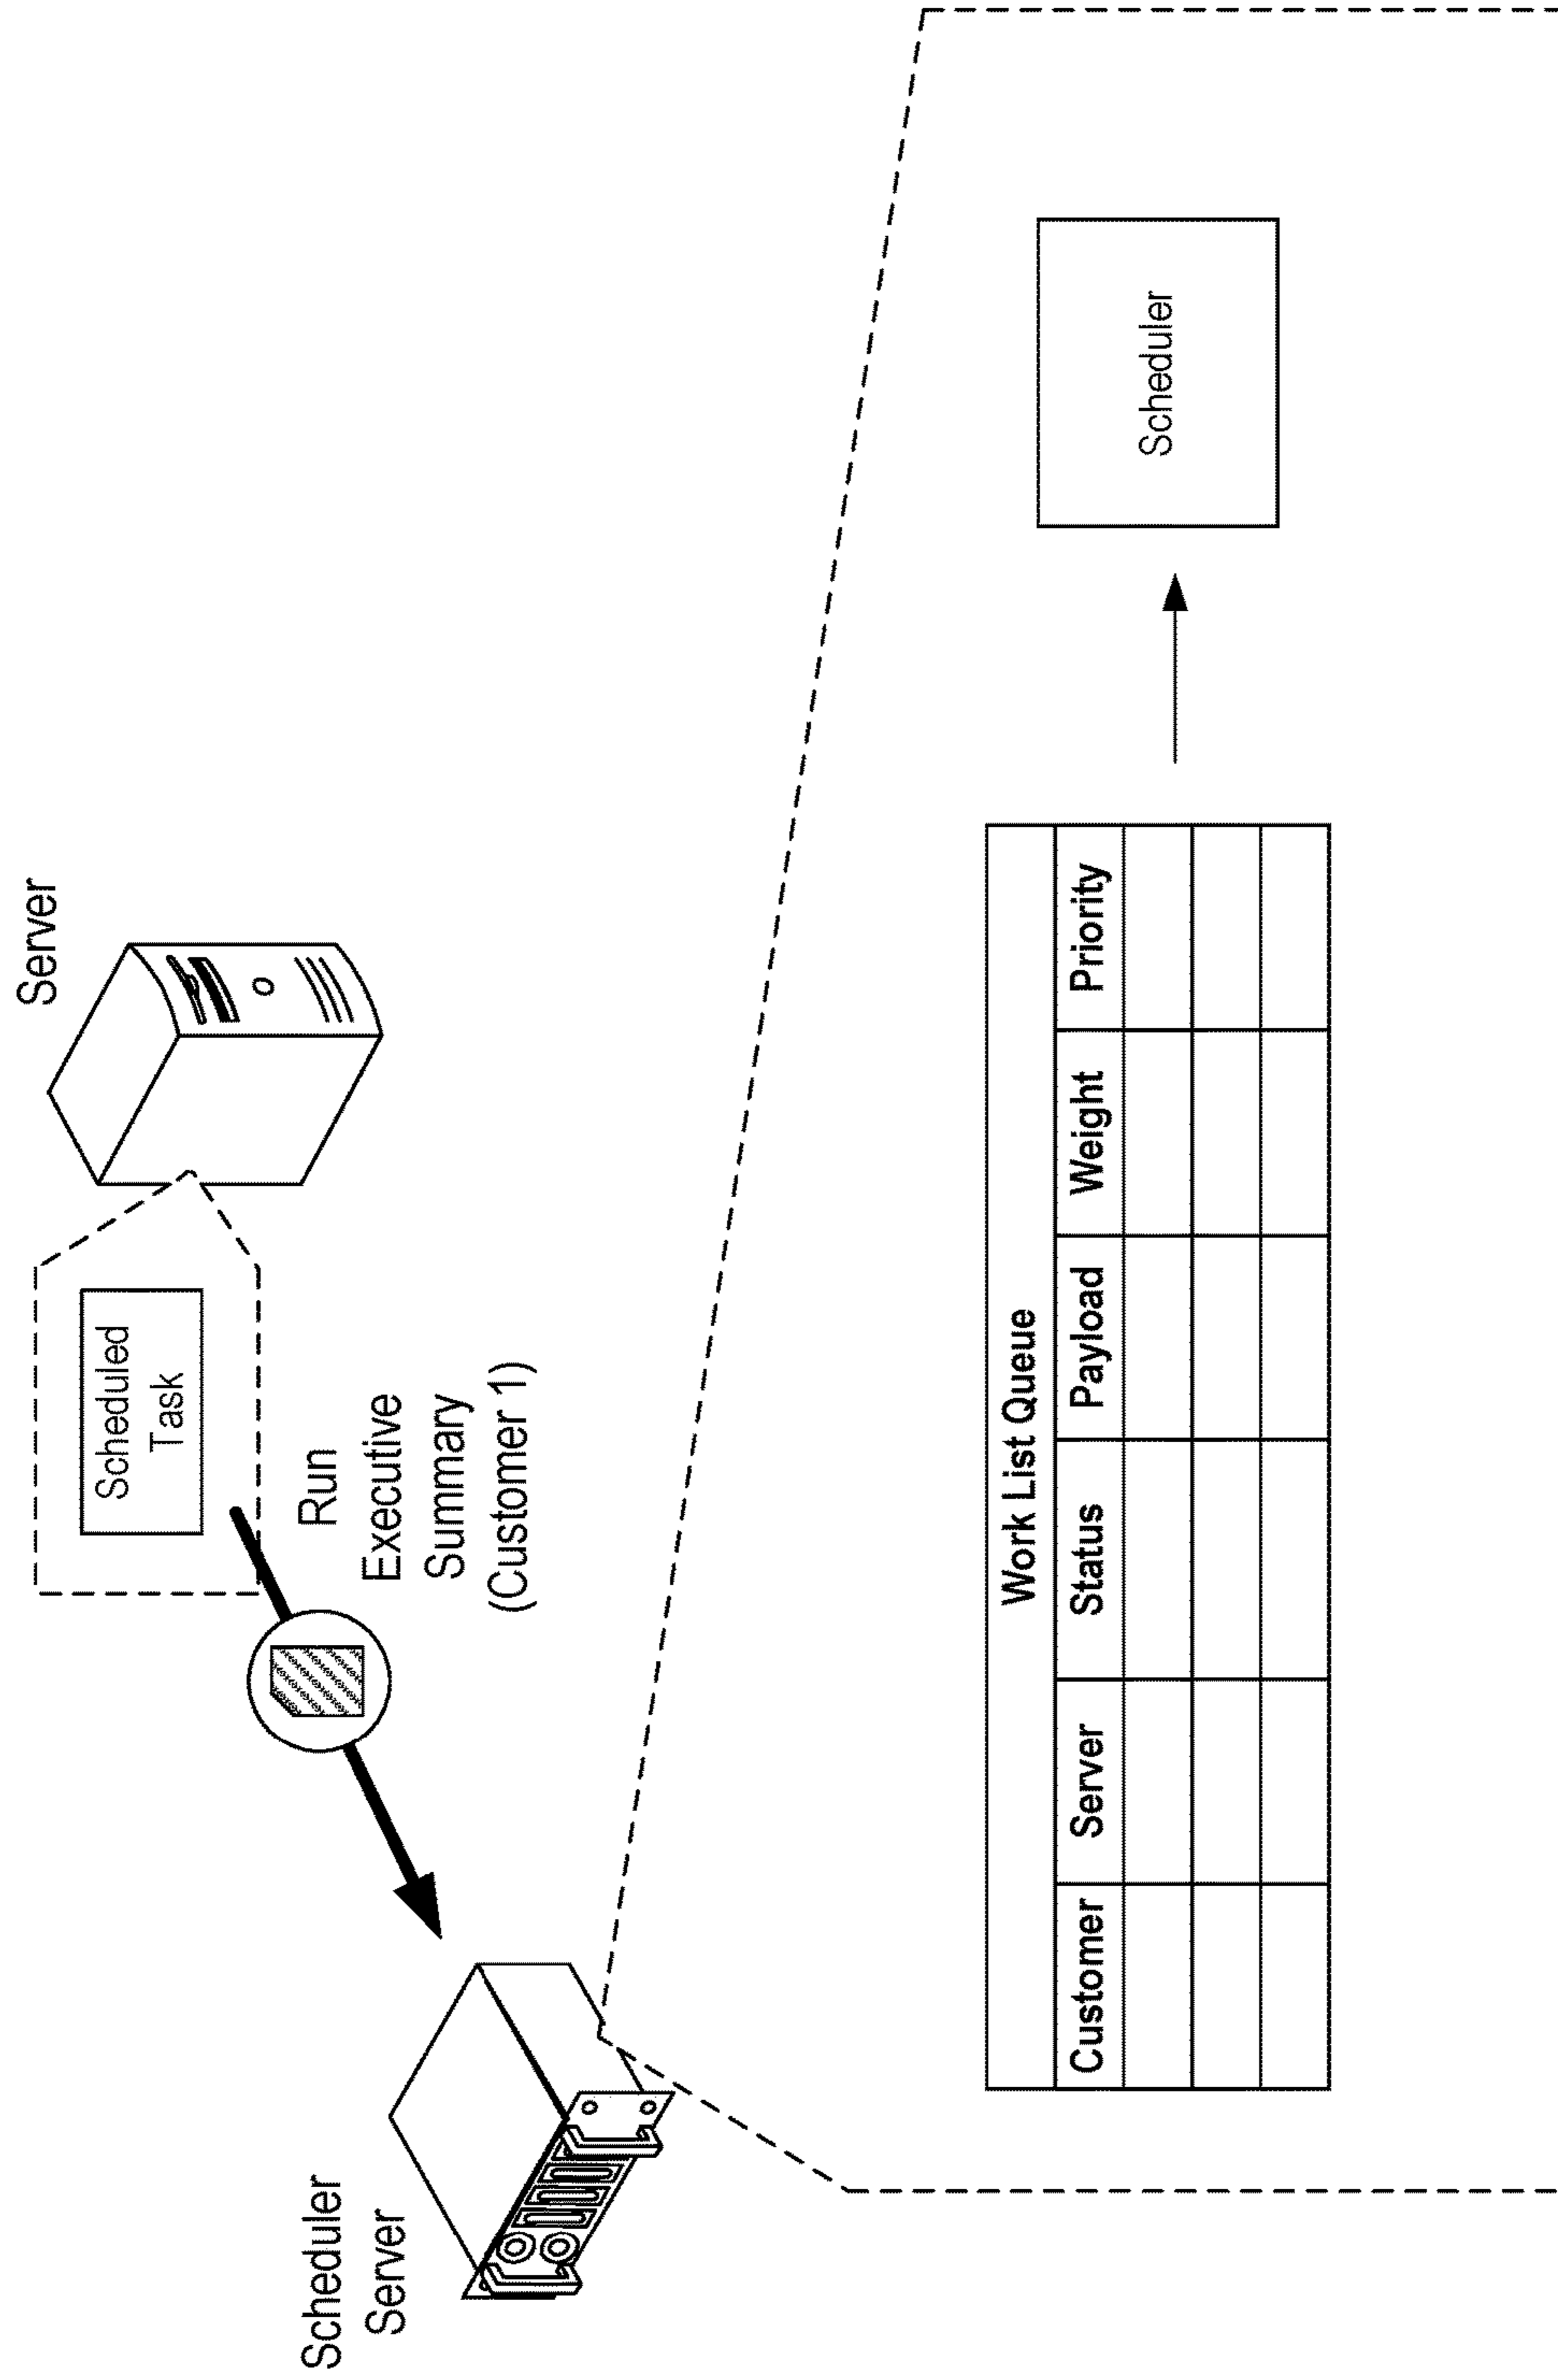 Server
Scheduled
Task
Run
Executive
Summary
(Customer 1)
Scheduler
Server
Work List Queue
Customer Server Status Payload Weight Priority
Scheduler